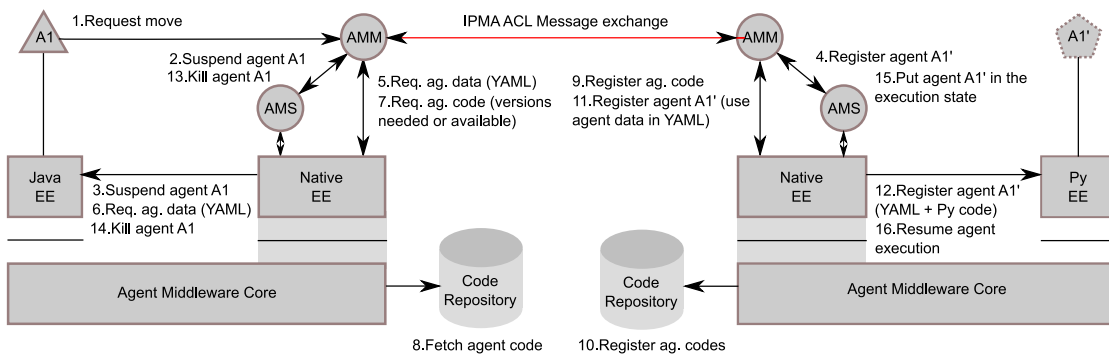 1.Request move
IPMA ACL Message exchange
A1
AMM
AMM
A1'
2.Suspend agent A1
13.Kill agent A1
4.Register agent A1'
15.Put agent A1' in the
execution state
5.Req. ag. data (YAML)
7.Req. ag. code (versions
needed or available)
9.Register ag. code
11.Register agent A1' (use
agent data in YAML)
AMS
AMS
Java
EE
Native
EE
Native
EE
Py
EE
3.Suspend agent A1
6.Req. ag. data (YAML)
14.Kill agent A1
12.Register agent A1'
(YAML + Py code)
16.Resume agent
execution
Agent Middleware Core
Code
Repository
Code
Repository
Agent Middleware Core
8.Fetch agent code
10.Register ag. codes